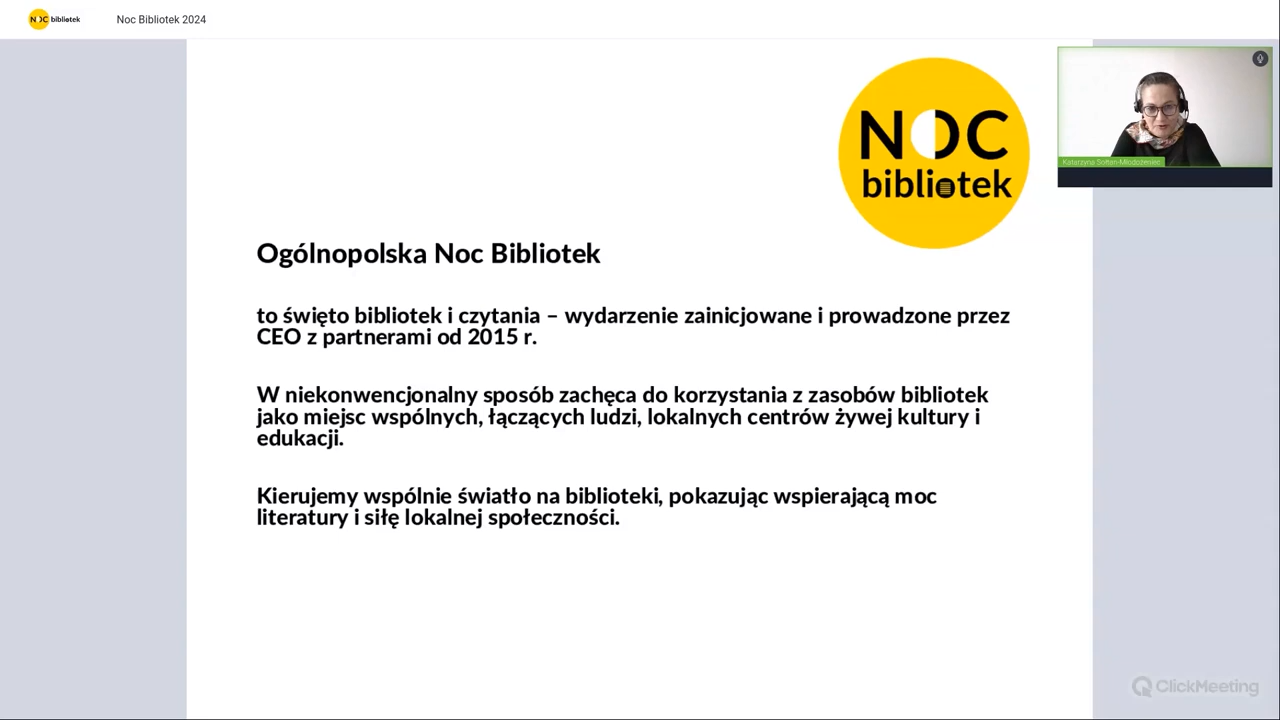 NOC bibliotek
Noc Bibliotek 2024
NOC
bibliotek
Katarzyna Sołtan-Młodożeniec
Ogólnopolska Noc Bibliotek
to święto bibliotek i czytania – wydarzenie zainicjowane i prowadzone przez
CEO z partnerami od 2015 r.
W niekonwencjonalny sposób zachęca do korzystania z zasobów bibliotek
jako miejsc wspólnych, łączących ludzi, lokalnych centrów żywej kultury i
edukacji.
Kierujemy wspólnie światło na biblioteki, pokazując wspierającą moc
literatury i siłę lokalnej społeczności.
ClickMeeting